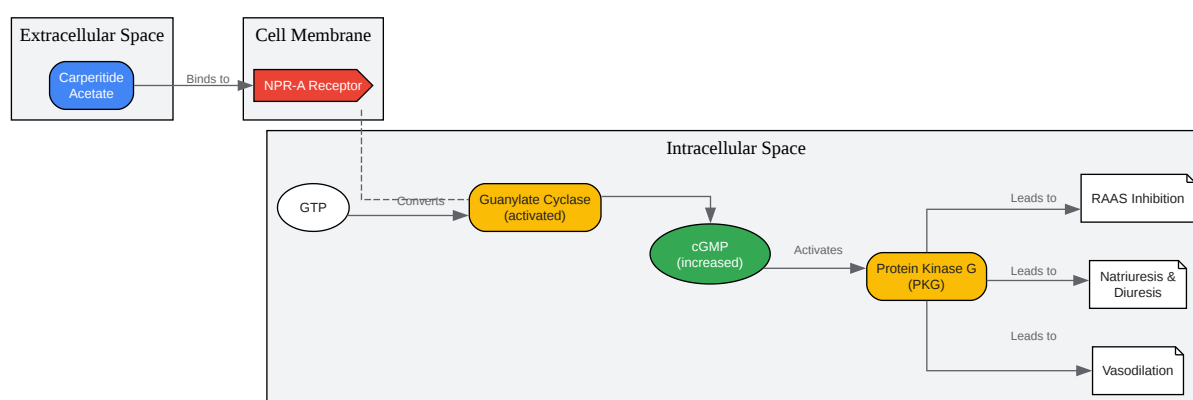 Extracellular Space
Carperitide
Acetate
Binds to
Cell Membrane
NPR-A Receptor
Intracellular Space
GTP
Converts
Guanylate Cyclase
(activated)
cGMP
(increased)
Activates
Protein Kinase G
(PKG)
Leads to
RAAS Inhibition
Leads to
Natriuresis &
Diuresis
Leads to
Vasodilation